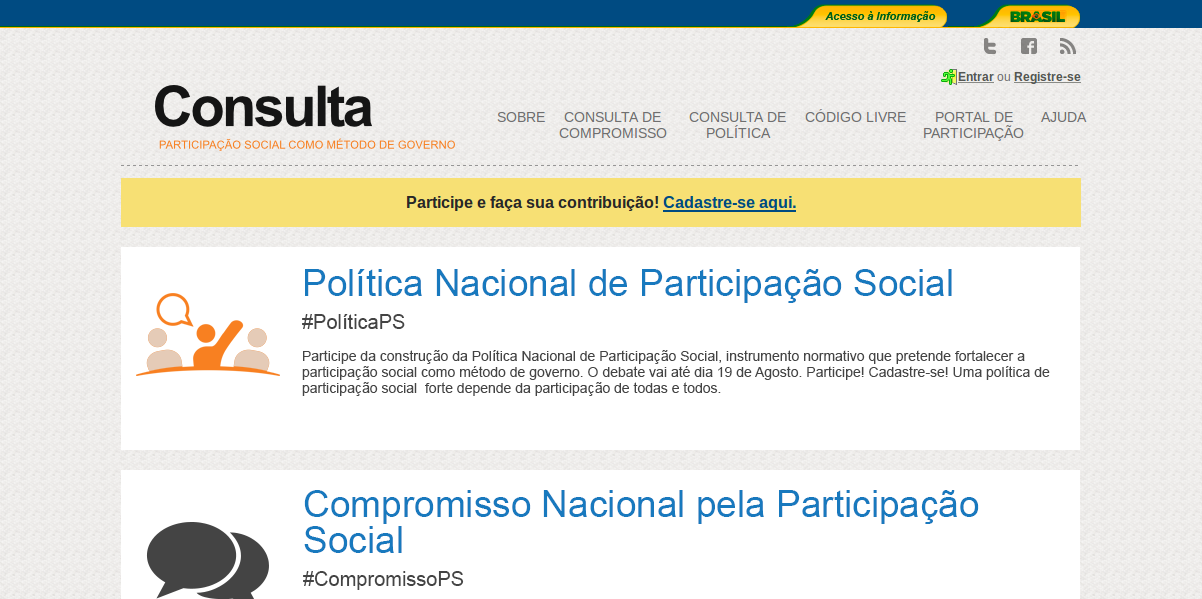 Acesso à Informação
BRASIL
Entrar ou Registre-se
Consulta
PARTICIPAÇÃO SOCIAL COMO MÉTODO DE GOVERNO
SOBRE
CONSULTA DE
COMPROMISSO
CONSULTA DE
POLÍTICA
CÓDIGO LIVRE
PORTAL DE
PARTICIPAÇÃO
AJUDA
Participe e faça sua contribuição! Cadastre-se aqui.
Política Nacional de Participação Social
#PolíticaPS
Participe da construção da Política Nacional de Participação Social, instrumento normativo que pretende fortalecer a
participação social como método de governo. O debate vai até dia 19 de Agosto. Participe! Cadastre-se! Uma política de
participação social  forte depende da participação de todas e todos.
Compromisso Nacional pela Participação
Social
#CompromissoPS